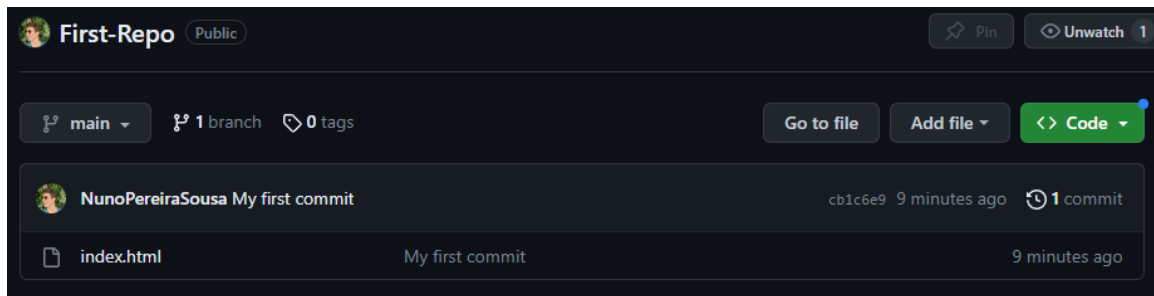 First-Repo Public Pin Unwatch 1
main 1 branch 0 tags Go to file Add file <> Code
NunoPereiraSousa My first commit cb1c6e9 9 minutes ago 1 commit
index.html My first commit 9 minutes ago